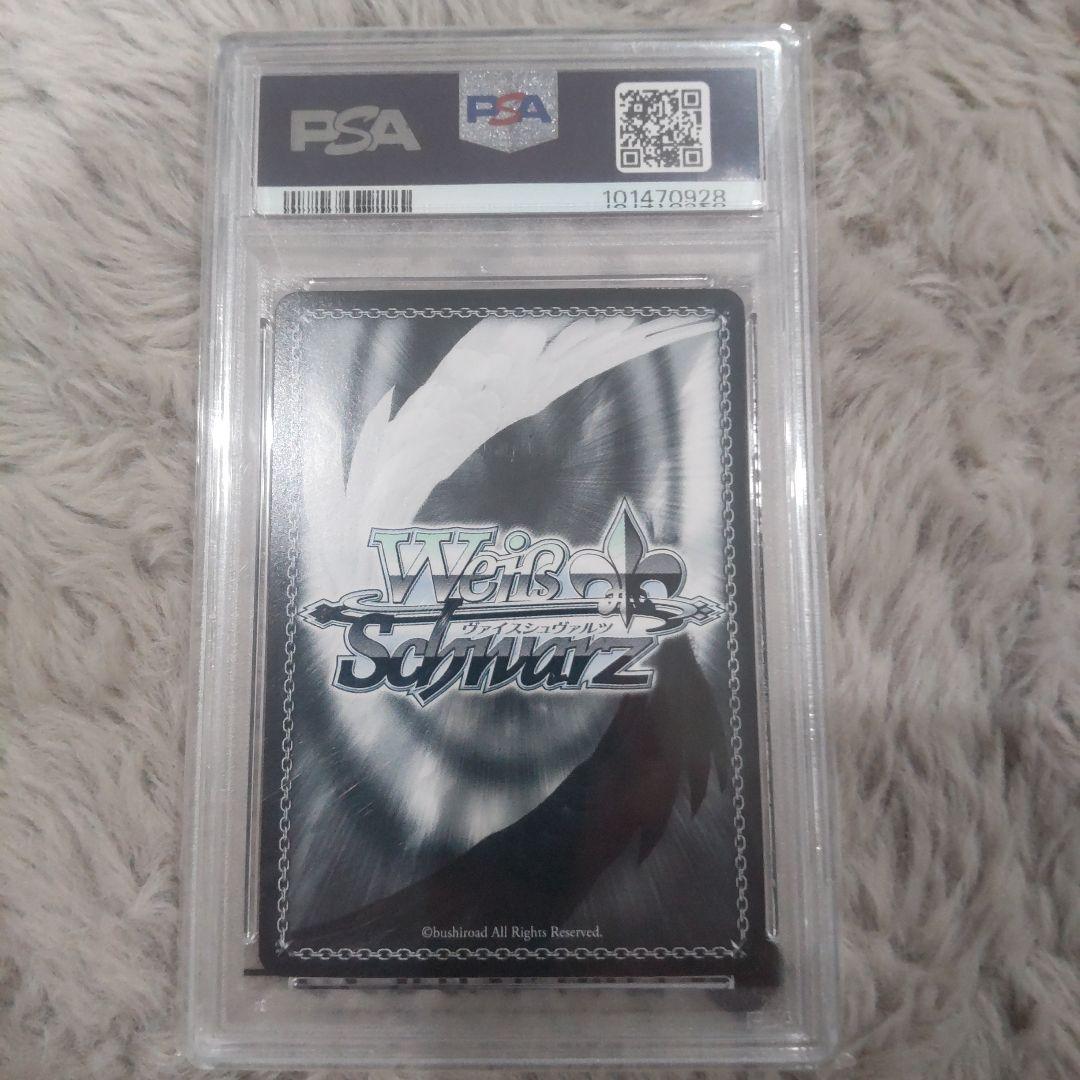 PSA
PSA
101470928
Weiß
ヴァイスシュヴァルツ
Schwarz
©bushiroad All Rights Reserved.